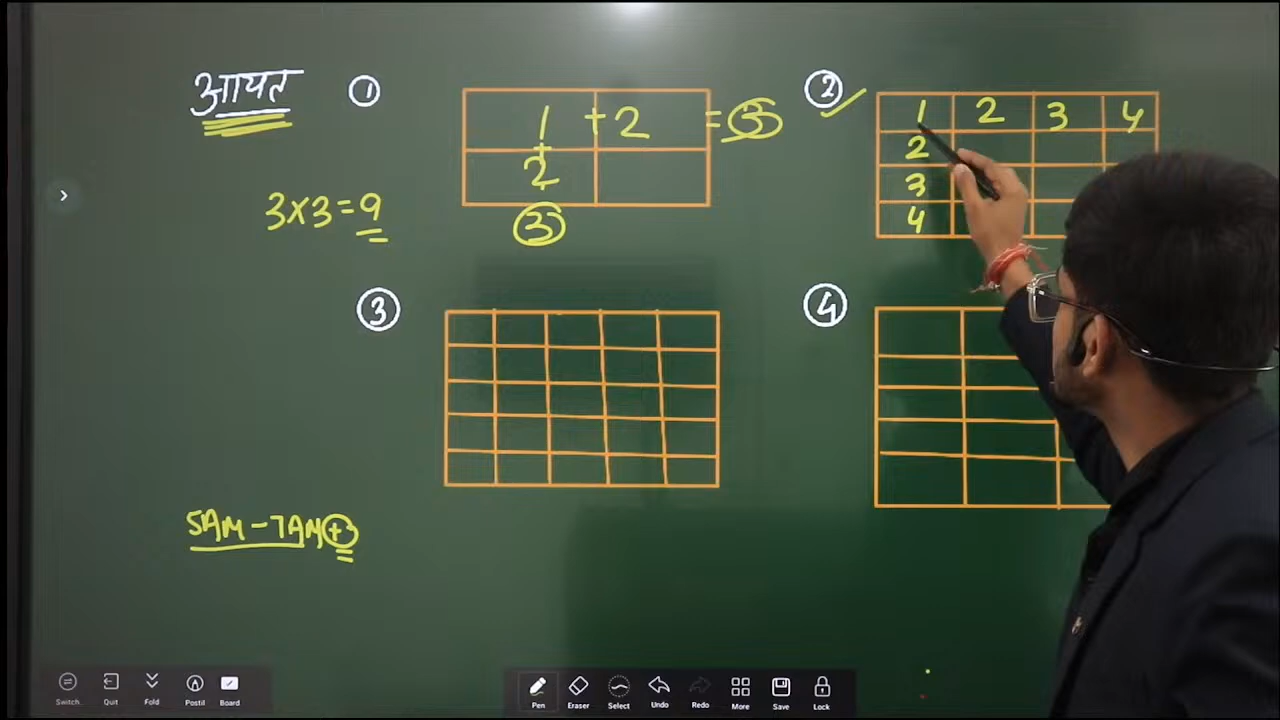 आयत ①
1 + 2 = 3
2
3
3×3=9
②
1 2 3 4
2
3
4
③
④
5AM - 7AM +
Switch Quit Fold Postil Board
Pen Eraser Select Undo Redo More Save Lock